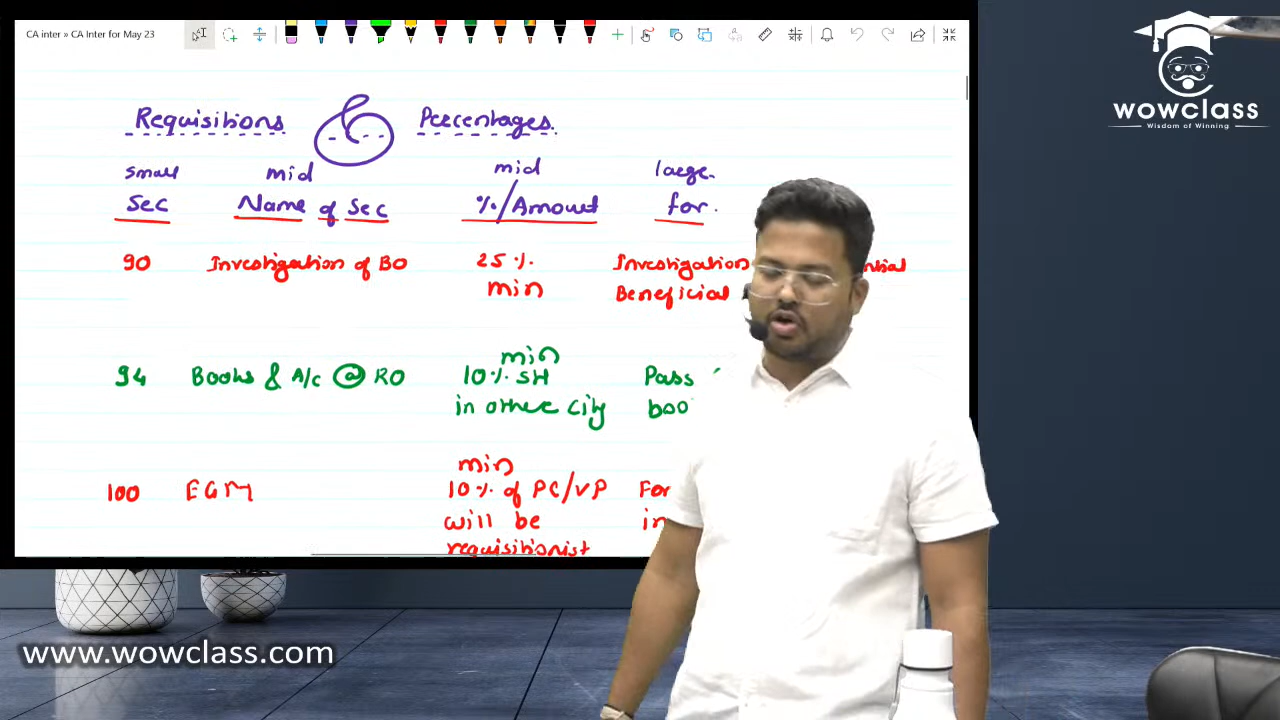 CA inter » CA Inter for May 23
wowclass
Wisdom of Winning
Requisitions & Percentages.
small mid mid large.
Sec Name of Sec %/Amount for.
90 Investigation of BO 25 % Investigation
min Beneficial
min
94 Books & A/c @ RO 10% SH Pass
in other city boo
min
100 EGM 10% of PC/VP For
will be in
requisitionist
www.wowclass.com